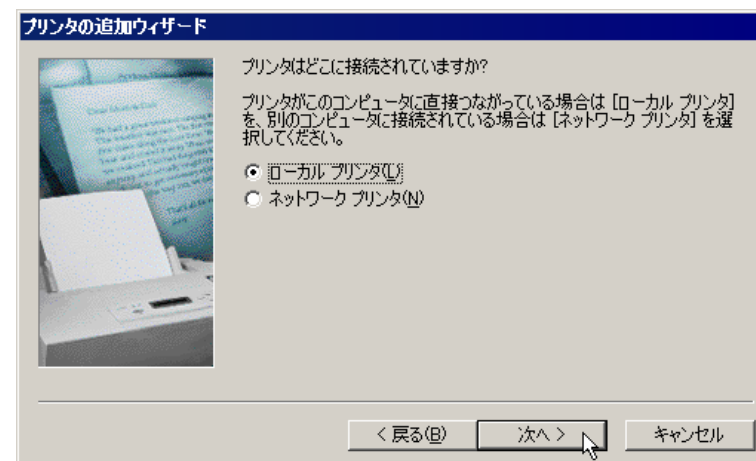 プリンタの追加ウィザード
プリンタはどこに接続されていますか?
プリンタがこのコンピュータに直接つながっている場合は [ローカル プリンタ]
を、別のコンピュータに接続されている場合は [ネットワーク プリンタ] を選
択してください。
ローカル プリンタ(L)
ネットワーク プリンタ(N)
< 戻る(B)
次へ >
キャンセル